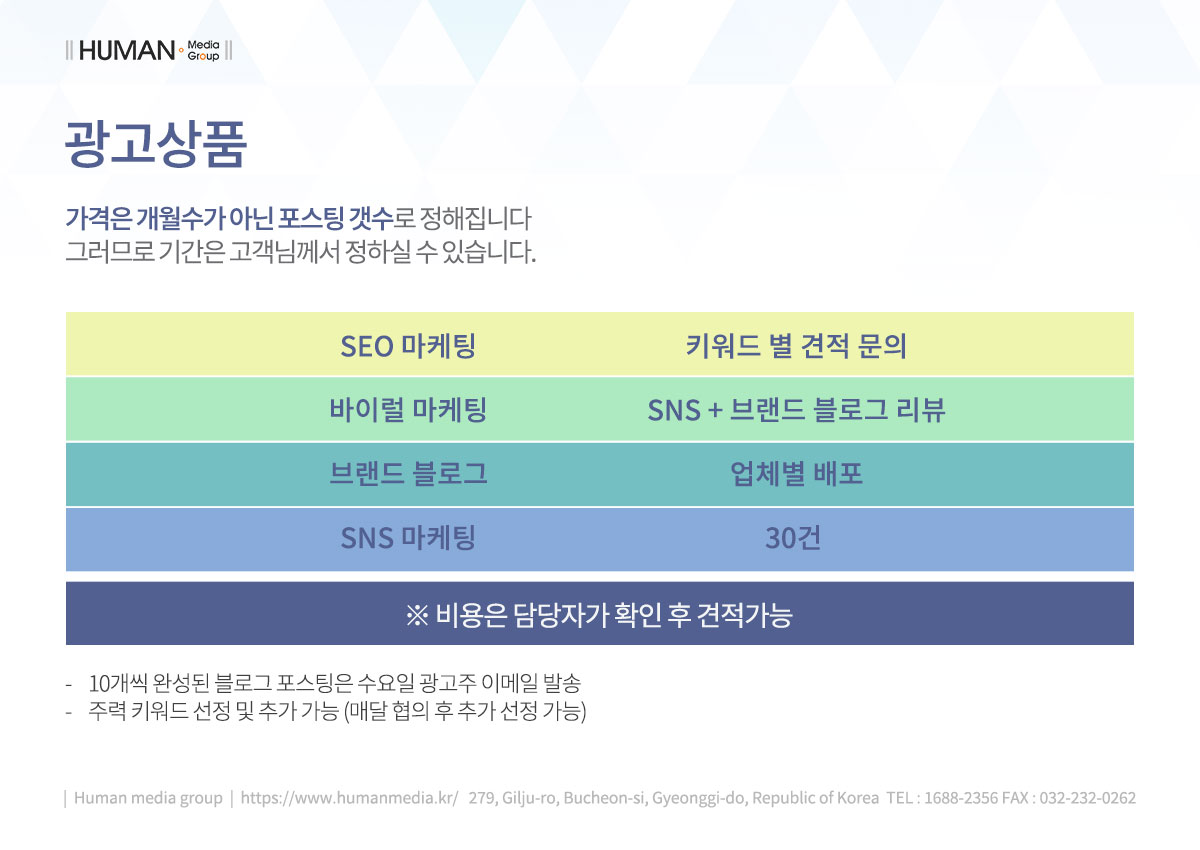 HUMAN Media Group
광고상품
가격은 개월수가 아닌 포스팅 갯수로 정해집니다
그러므로 기간은 고객님께서 정하실 수 있습니다.
SEO 마케팅 키워드 별 견적 문의
바이럴 마케팅 SNS + 브랜드 블로그 리뷰
브랜드 블로그 업체별 배포
SNS 마케팅 30건
※ 비용은 담당자가 확인 후 견적가능
- 10개씩 완성된 블로그 포스팅은 수요일 광고주 이메일 발송
- 주력 키워드 선정 및 추가 가능 (매달 협의 후 추가 선정 가능)
| Human media group | https://www.humanmedia.kr/ 279, Gilju-ro, Bucheon-si, Gyeonggi-do, Republic of Korea TEL : 1688-2356 FAX : 032-232-0262